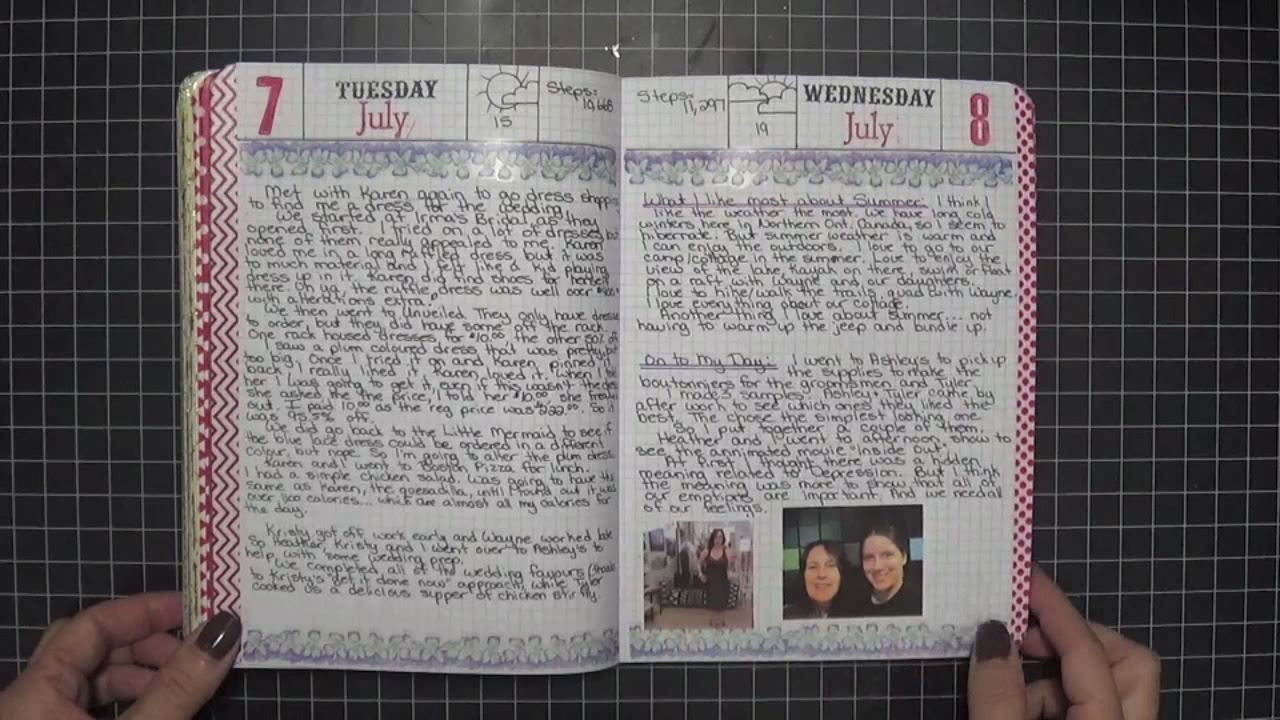 7
TUESDAY
July
15
Steps:
Met with Karen again to go dress
to find me a dress for the wedding.
We started at Irma's Bridal as they
opened first. I tried on a lot of dresses
none of them really appealed to me. Karen
loved me in a long ruffled dress, but it was
to much material and I felt like a kid playing
dress up in it. Karen did find shoes for herself
there. Oh ya, the ruffle dress was well over
with alterations extra.
We then went to Unveiled. They only have
to order, but they did have some off the rack.
One rack housed dresses for $10.00 the other 50%
I saw a plum coloured dress that was pretty
too big. Once I tried it on and Karen pinned
back I really liked it. Karen loved it. When I
her I was going to get it, even if this wasn't the
she asked me the price, I told her $10.00 she
out. I paid 10.00 as the reg price was So
was 95.5% off.
We did go back to the Little Mermaid to see if
the blue lace dress could be ordered in a different
colour, but nope. So I'm going to alter the plum dress.
Karen and I went to Boston Pizza for lunch.
I had a simple chicken salad. Was going to have the
same as Karen, the quesadilla, until I found out it
over 1100 calories... which are almost all my calories for
the day.
Kristy got off work early and Wayne worked late
So Heather, Kristy and I went over to Ashley's to
help with some wedding prep.
We completed all of the wedding favours
to Kristy's "get it done now" approach, while Tyler
cooked us a delicious supper of chicken stir fry.
Steps:
11,297
19
WEDNESDAY
July
8
What I like most about Summer: I think I
like the weather the most. We have long cold
winters here in Northern Ont. Canada, so I seem to
hibernate. But summer weather is warm and
I can enjoy the outdoors. I love to go to our
camp/cottage in the summer. Love to enjoy the
view of the lake, kayak on there, swim or float
on a raft with Wayne and our daughters.
I love to hike/walk the trails, quad with Wayne.
I love everything about our cottage.
Another thing I love about summer... not
having to warm up the jeep and bundle up.
On to My Day: I went to Ashley's to pick up
the supplies to make the
boutonniers for the groomsmen and Tyler.
I made 3 samples. Ashley + Tyler came by
after work to see which ones they liked the
best. The chose the simplest looking one.
So I put together a couple of them.
Heather and I went to afternoon show to
see the annimated movie "Inside out".
At first I thought there was a hidden
meaning related to Depression. But I think
the meaning was more to show that all of
our emotions are important. And we need all
of our feelings.